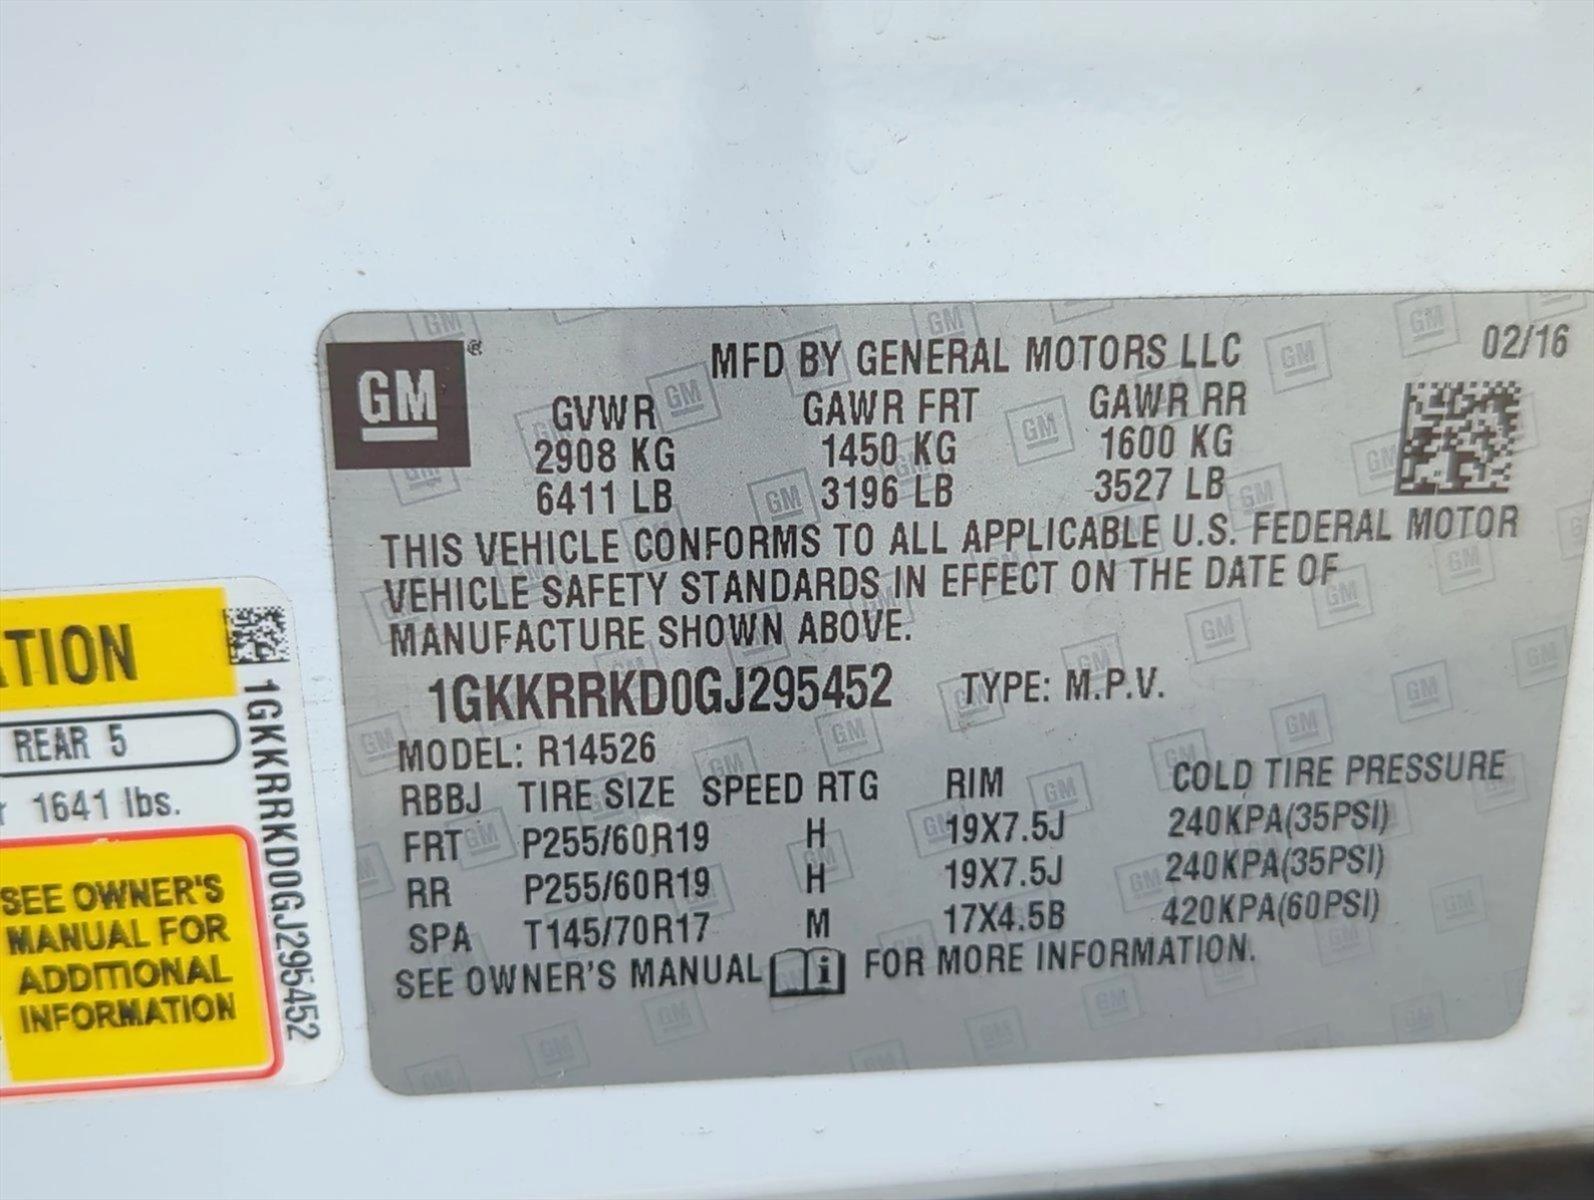 GM
MFD BY GENERAL MOTORS LLC
02/16
GVWR GAWR FRT GAWR RR
2908 KG 1450 KG 1600 KG
6411 LB 3196 LB 3527 LB
THIS VEHICLE CONFORMS TO ALL APPLICABLE U.S. FEDERAL MOTOR
VEHICLE SAFETY STANDARDS IN EFFECT ON THE DATE OF
MANUFACTURE SHOWN ABOVE.
1GKKRRKD0GJ295452 TYPE: M.P.V.
MODEL: R14526
RBBJ TIRE SIZE SPEED RTG RIM COLD TIRE PRESSURE
FRT P255/60R19 H 19X7.5J 240KPA(35PSI)
RR P255/60R19 H 19X7.5J 240KPA(35PSI)
SPA T145/70R17 M 17X4.5B 420KPA(60PSI)
SEE OWNER'S MANUAL i FOR MORE INFORMATION.
TION
REAR 5
r 1641 lbs.
SEE OWNER'S
MANUAL FOR
ADDITIONAL
INFORMATION
1GKKRRKD0GJ295452